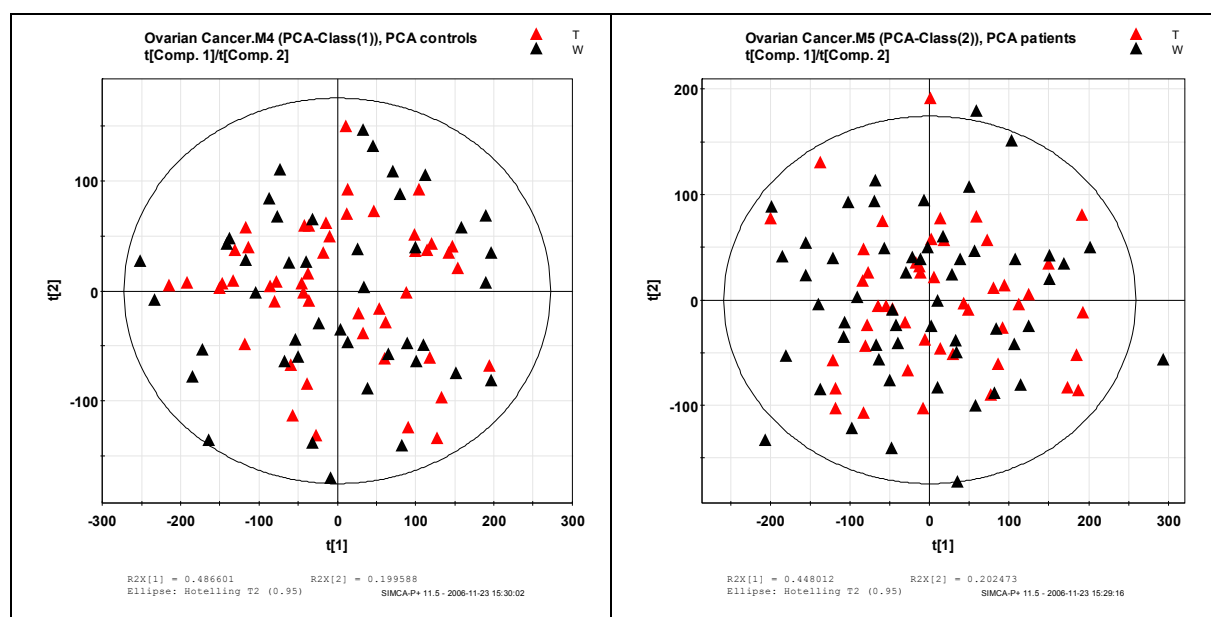 Ovarian Cancer.M4 (PCA-Class(1)), PCA controls
t[Comp. 1]/t[Comp. 2]
T
W
100
0
-100
t[2]
-300
-200
-100
0
100
200
300
t[1]
R2X[1] = 0.486601
R2X[2] = 0.199588
Ellipse: Hotelling T2 (0.95)
SIMCA-P+ 11.5 - 2006-11-23 15:30:02
Ovarian Cancer.M5 (PCA-Class(2)), PCA patients
t[Comp. 1]/t[Comp. 2]
T
W
200
100
0
-100
t[2]
-200
-100
0
100
200
300
t[1]
R2X[1] = 0.448012
R2X[2] = 0.202473
Ellipse: Hotelling T2 (0.95)
SIMCA-P+ 11.5 - 2006-11-23 15:29:16